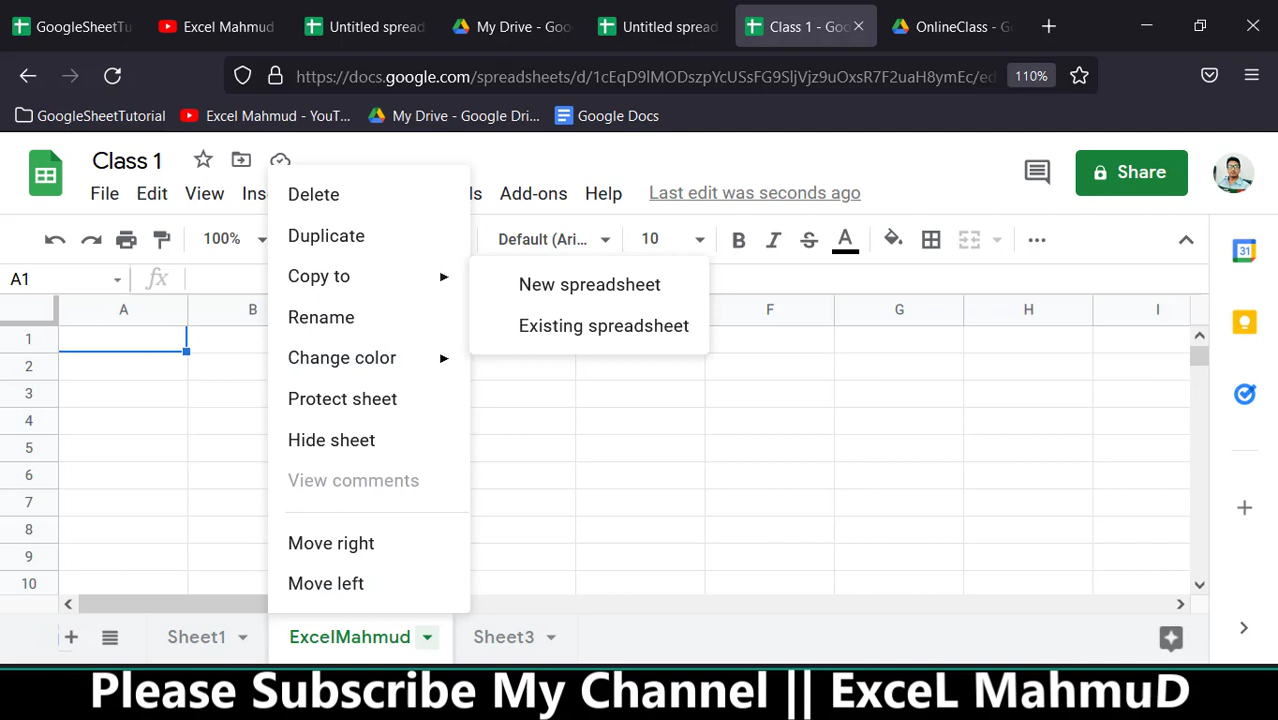 GoogleSheetTu
Excel Mahmud
Untitled spread
My Drive - Goo
Untitled spread
Class 1 - Goo
OnlineClass - G
https://docs.google.com/spreadsheets/d/1cEqD9lMODszpYcUSsFG9SljVjz9uOxsR7F2uaH8ymEc/ed
110%
GoogleSheetTutorial
Excel Mahmud - YouT...
My Drive - Google Dri...
Google Docs
Class 1
Share
File Edit View Ins ls Add-ons Help Last edit was seconds ago
100% Default (Ari... 10 B I S A
31
A1 fx
A B F G H I
1
2
3
4
5
6
7
8
9
10
Delete
Duplicate
Copy to
Rename
Change color
Protect sheet
Hide sheet
View comments
Move right
Move left
New spreadsheet
Existing spreadsheet
Sheet1 ExcelMahmud Sheet3
Please Subscribe My Channel || ExceL MahmuD